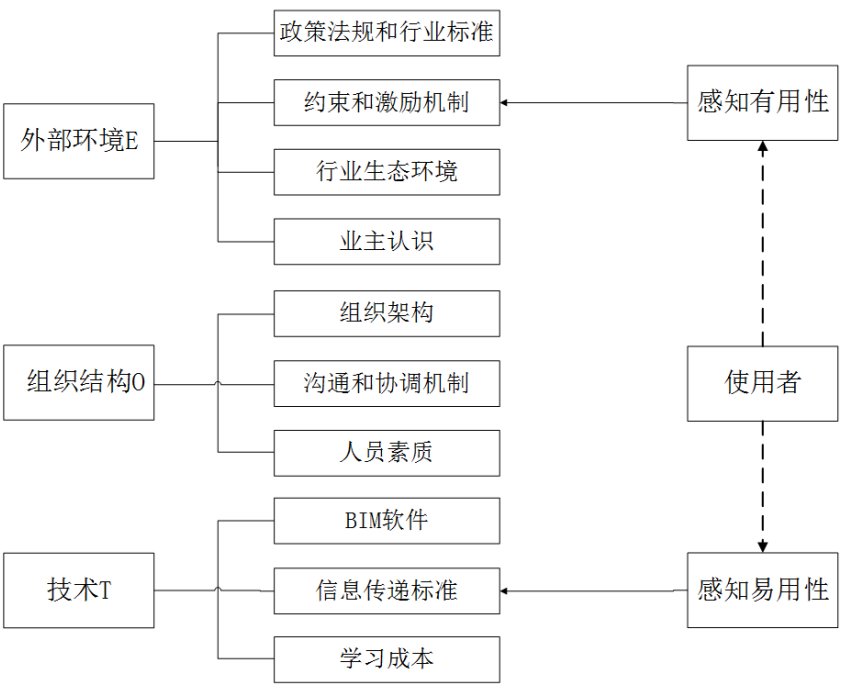 政策法规和行业标准
约束和激励机制
感知有用性
外部环境E
行业生态环境
业主认识
组织架构
组织结构O
沟通和协调机制
使用者
人员素质
BIM软件
技术T
信息传递标准
感知易用性
学习成本